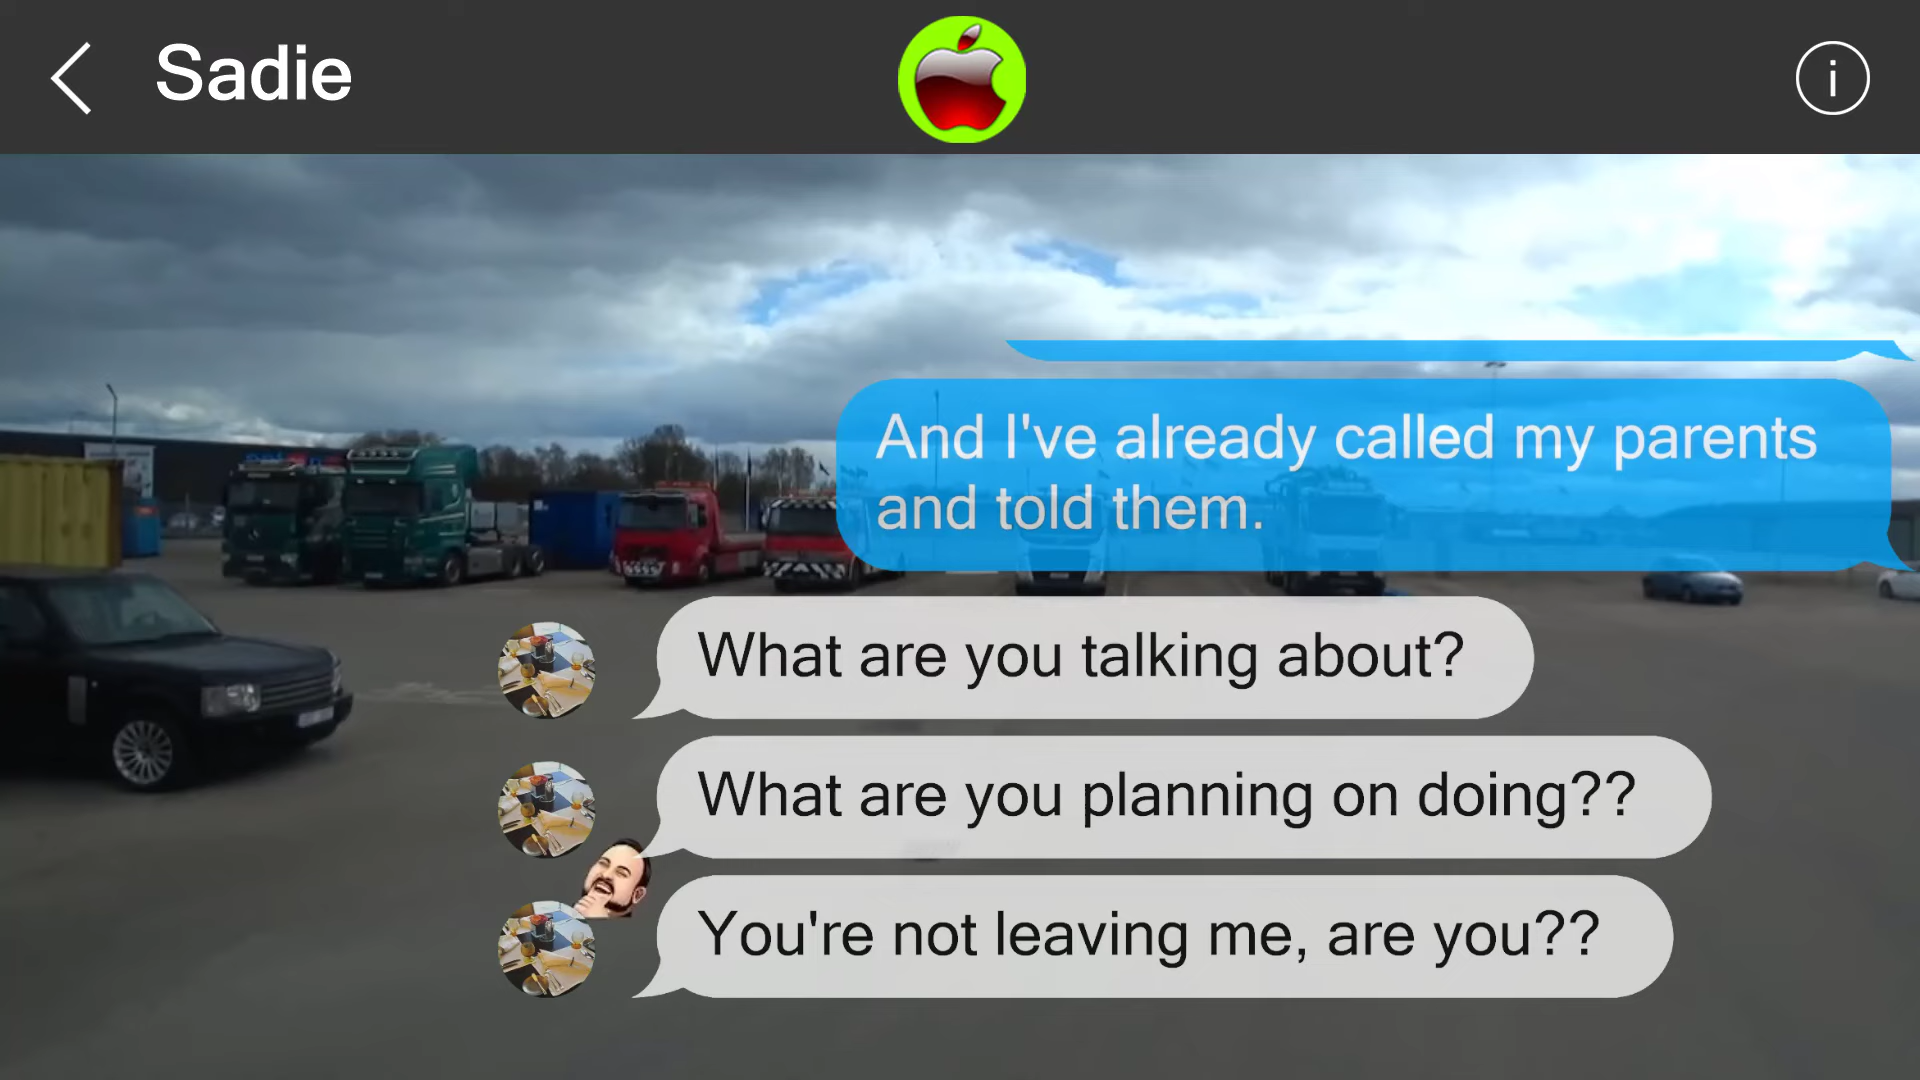 Sadie
i
And I've already called my parents
and told them.
What are you talking about?
What are you planning on doing??
You're not leaving me, are you??